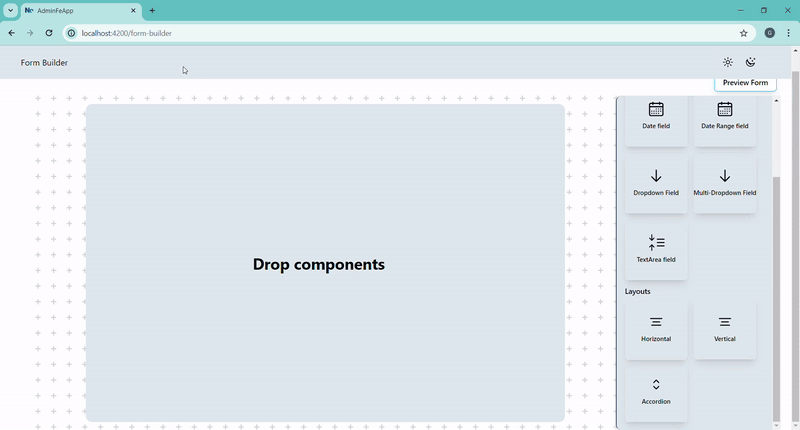 AdminFeApp
localhost:4200/form-builder
G
Form Builder
Preview Form
Date field
Date Range field
Dropdown Field
Multi-Dropdown Field
TextArea field
Drop components
Layouts
Horizontal
Vertical
Accordion